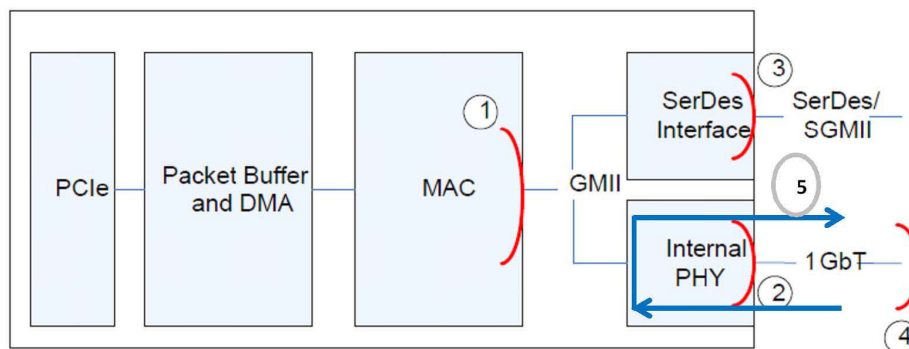 3
1
SerDes
Interface
SerDes/
SGMII
PCIe
Packet Buffer
and DMA
MAC
GMII
5
Internal
PHY
1GbT
2
4